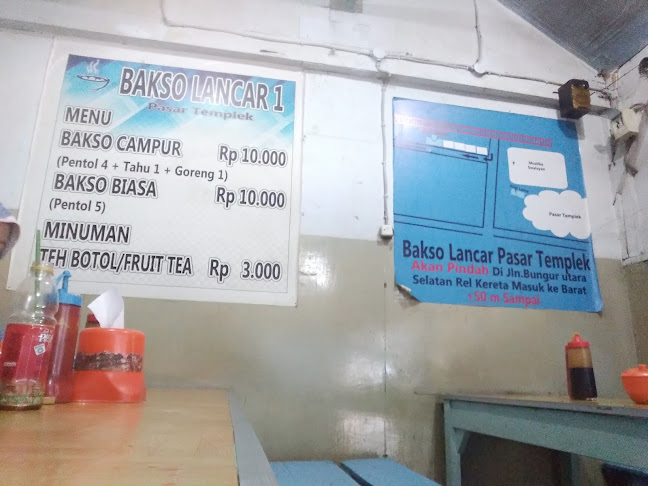 BAKSO LANCAR 1
Pasar Templek
MENU
BAKSO CAMPUR Rp 10.000
(Pentol 4 + Tahu 1 + Goreng 1)
BAKSO BIASA Rp 10.000
(Pentol 5)
MINUMAN
TEH BOTOL/FRUIT TEA Rp 3.000
Pasar Templek
Bakso Lancar Pasar Templek
Akan Pindah Di Jln.Bungur utara
Selatan Rel Kereta Masuk ke Barat
+50 m Sampai